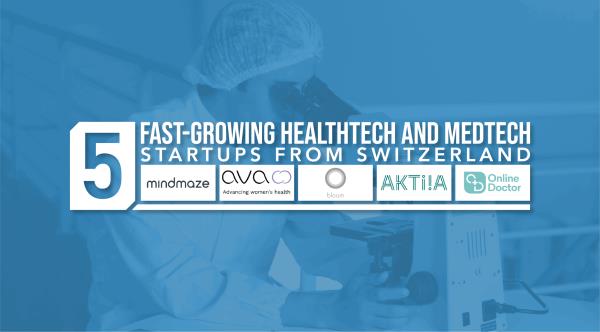 5
FAST-GROWING HEALTHTECH AND MEDTECH
STARTUPS FROM SWITZERLAND
mindmaze
ava
Advancing women's health
bloom
AKTiiA
Online
Doctor